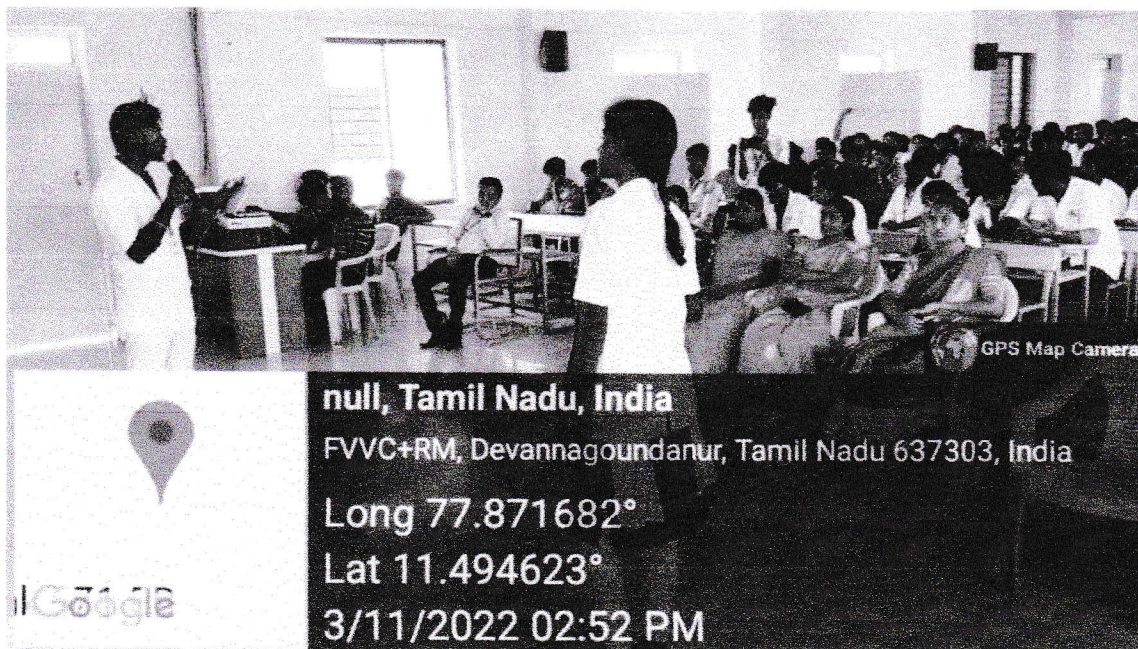 GPS Map Camera
null, Tamil Nadu, India
FVVC+RM, Devannagoundanur, Tamil Nadu 637303, India
Long 77.871682°
Lat 11.494623°
3/11/2022 02:52 PM
Google